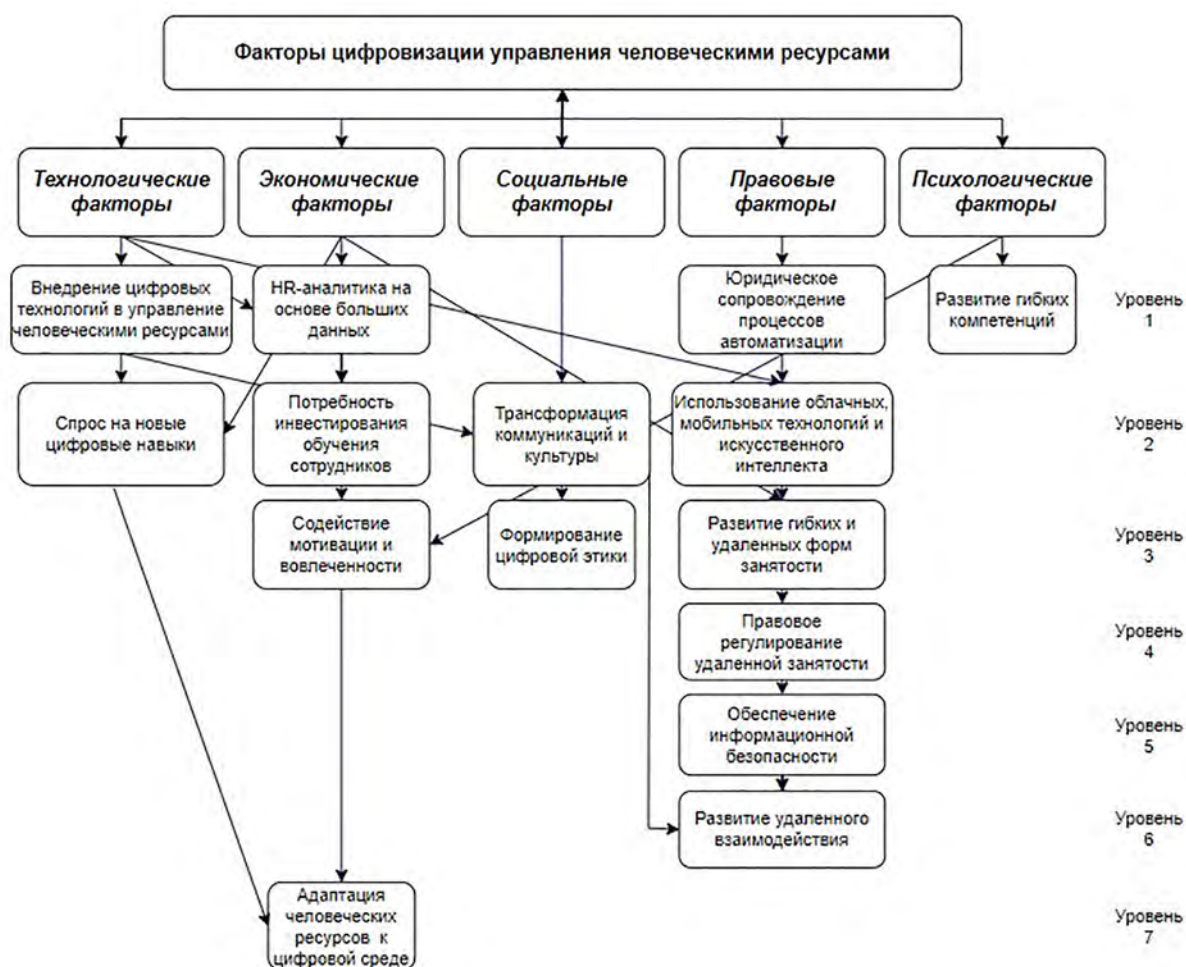 Факторы цифровизации управления человеческими ресурсами
Технологические
факторы
Экономические
факторы
Социальные
факторы
Правовые
факторы
Психологические
факторы
Внедрение цифровых
технологий в управление
человеческими ресурсами
HR-аналитика на
основе больших
данных
Юридическое
сопровождение
процессов
автоматизации
Развитие гибких
компетенций
Уровень
1
Спрос на новые
цифровые навыки
Потребность
инвестирования
обучения
сотрудников
Трансформация
коммуникаций и
культуры
Использование облачных,
мобильных технологий и
искусственного
интеллекта
Уровень
2
Содействие
мотивации и
вовлеченности
Формирование
цифровой этики
Развитие гибких и
удаленных форм
занятости
Уровень
3
Правовое
регулирование
удаленной занятости
Уровень
4
Обеспечение
информационной
безопасности
Уровень
5
Развитие удаленного
взаимодействия
Уровень
6
Адаптация
человеческих
ресурсов к
цифровой среде
Уровень
7